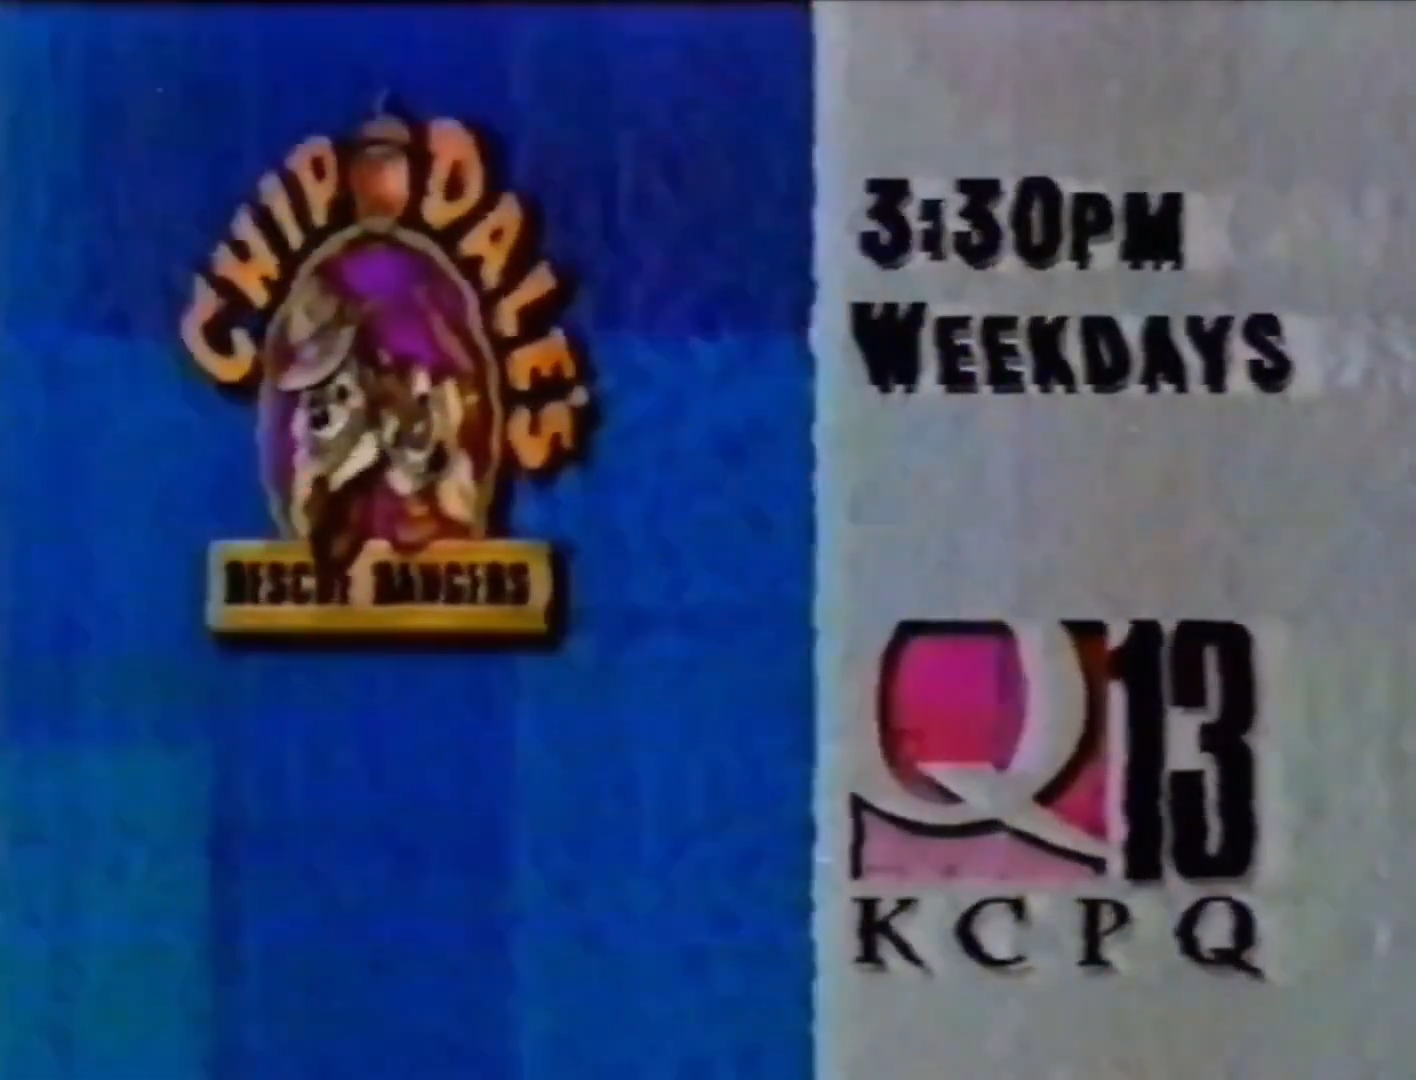 CHIP DALE'S
RESCUE RANGERS
3:30PM
WEEKDAYS
Q13
KCPQ